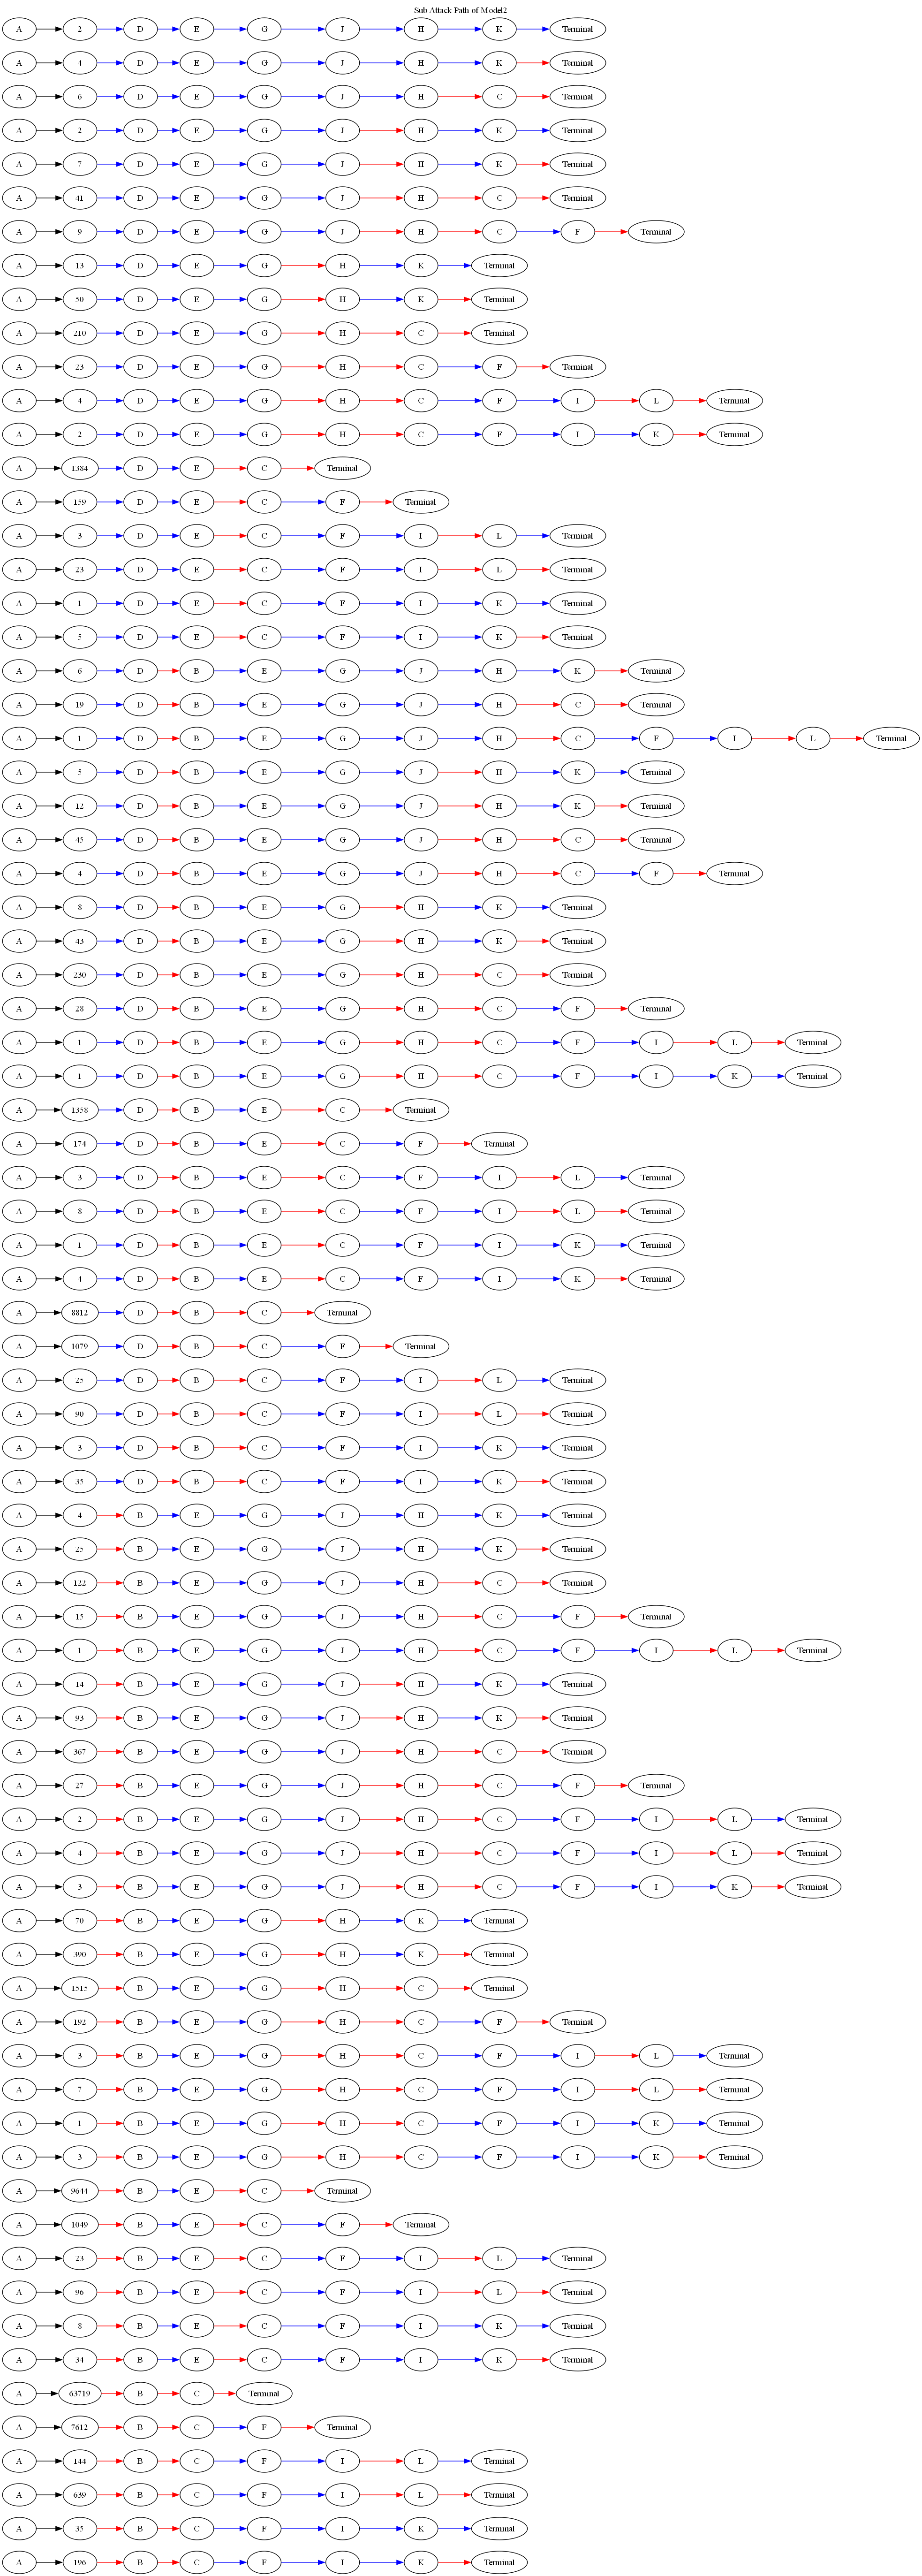 Sub Attack Path of Model2
A 2 D E G J H K Terminal
A 4 D E G J H K Terminal
A 6 D E G J H C Terminal
A 2 D E G J H K Terminal
A 7 D E G J H K Terminal
A 41 D E G J H C Terminal
A 9 D E G J H C F Terminal
A 13 D E G H K Terminal
A 50 D E G H K Terminal
A 210 D E G H C Terminal
A 23 D E G H C F Terminal
A 4 D E G H C F I L Terminal
A 2 D E G H C F I K Terminal
A 1384 D E C Terminal
A 159 D E C F Terminal
A 3 D E C F I L Terminal
A 23 D E C F I L Terminal
A 1 D E C F I K Terminal
A 5 D E C F I K Terminal
A 6 D B E G J H K Terminal
A 19 D B E G J H C Terminal
A 1 D B E G J H C F I L Terminal
A 5 D B E G J H K Terminal
A 12 D B E G J H K Terminal
A 45 D B E G J H C Terminal
A 4 D B E G J H C F Terminal
A 8 D B E G H K Terminal
A 43 D B E G H K Terminal
A 230 D B E G H C Terminal
A 28 D B E G H C F Terminal
A 1 D B E G H C F I L Terminal
A 1 D B E G H C F I K Terminal
A 1358 D B E C Terminal
A 174 D B E C F Terminal
A 3 D B E C F I L Terminal
A 8 D B E C F I L Terminal
A 1 D B E C F I K Terminal
A 4 D B E C F I K Terminal
A 8812 D B C Terminal
A 1079 D B C F Terminal
A 25 D B C F I L Terminal
A 90 D B C F I L Terminal
A 3 D B C F I K Terminal
A 35 D B C F I K Terminal
A 4 B E G J H K Terminal
A 25 B E G J H K Terminal
A 122 B E G J H C Terminal
A 15 B E G J H C F Terminal
A 1 B E G J H C F I L Terminal
A 14 B E G J H K Terminal
A 93 B E G J H K Terminal
A 367 B E G J H C Terminal
A 27 B E G J H C F Terminal
A 2 B E G J H C F I L Terminal
A 4 B E G J H C F I L Terminal
A 3 B E G J H C F I K Terminal
A 70 B E G H K Terminal
A 390 B E G H K Terminal
A 1515 B E G H C Terminal
A 192 B E G H C F Terminal
A 3 B E G H C F I L Terminal
A 7 B E G H C F I L Terminal
A 1 B E G H C F I K Terminal
A 3 B E G H C F I K Terminal
A 9644 B E C Terminal
A 1049 B E C F Terminal
A 23 B E C F I L Terminal
A 96 B E C F I L Terminal
A 8 B E C F I K Terminal
A 34 B E C F I K Terminal
A 63719 B C Terminal
A 7612 B C F Terminal
A 144 B C F I L Terminal
A 639 B C F I L Terminal
A 35 B C F I K Terminal
A 196 B C F I K Terminal